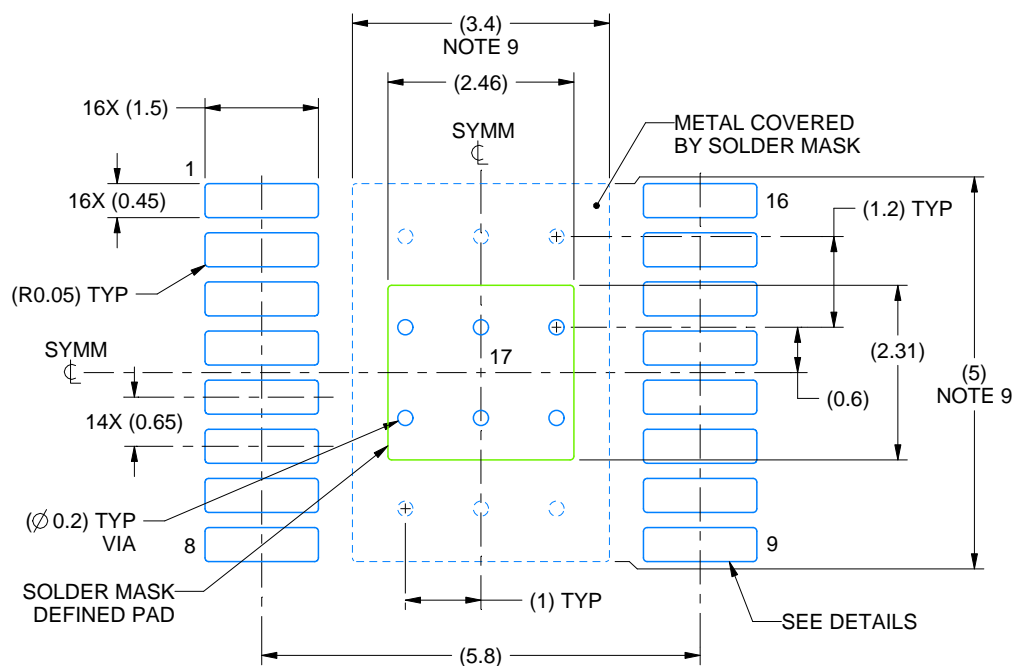 (3.4)
NOTE 9
(2.46)
16X (1.5)
SYMM
METAL COVERED
BY SOLDER MASK
1
16X (0.45)
16
(1.2) TYP
(R0.05) TYP
SYMM
17
(2.31)
(5)
NOTE 9
(0.6)
14X (0.65)
(∅ 0.2) TYP
VIA
8
9
SOLDER MASK
DEFINED PAD
(1) TYP
SEE DETAILS
(5.8)